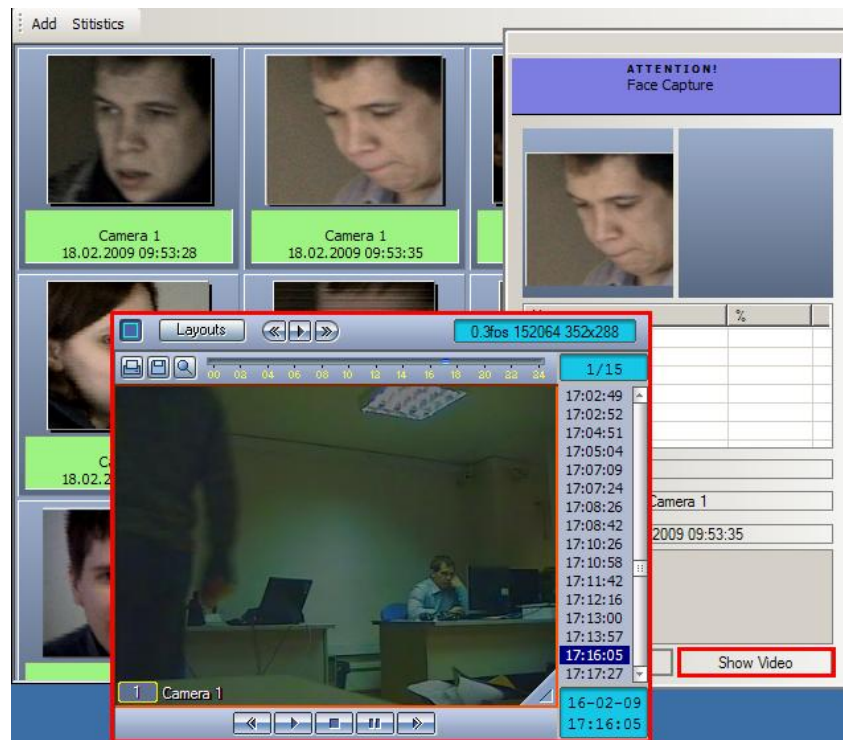 Add Stitistics
ATTENTION!
Face Capture
Camera 1
18.02.2009 09:53:28
Camera 1
18.02.2009 09:53:35
%
Layouts
0.3fos 152064 352x288
00 02 04 06 08 10 12 14 16 18 20 22 24
1/15
17:02:49
17:02:52
17:04:51
17:05:04
17:07:09
17:07:24
17:08:26
17:08:42
17:10:26
17:10:58
17:11:42
17:12:16
17:13:00
17:13:57
17:16:05
17:17:27
18.02.2
Camera 1
2009 09:53:35
Show Video
1 Camera 1
16-02-09
17:16:05